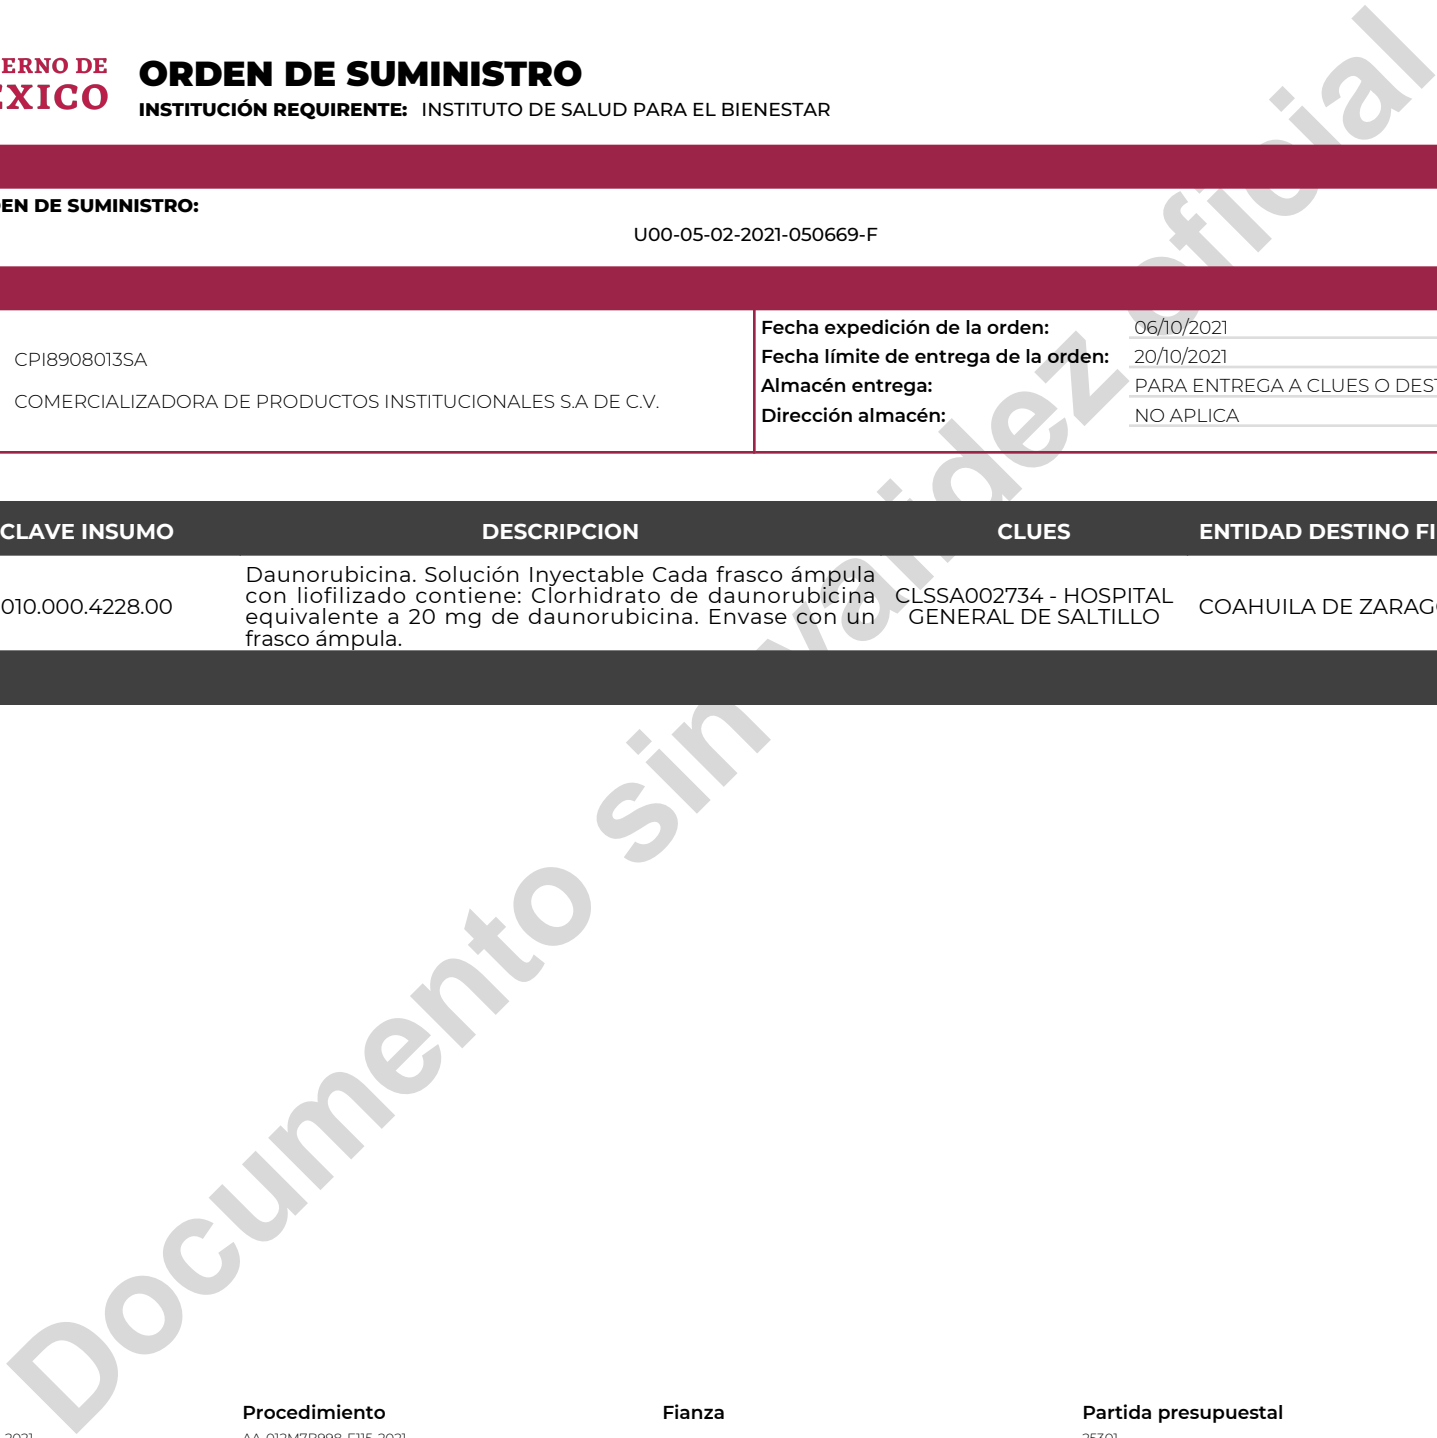 ERNO DE
ORDEN DE SUMINISTRO
INSTITUCIÓN REQUIRENTE: INSTITUTO DE SALUD PARA EL BIENESTAR
EN DE SUMINISTRO:
U00-05-02-2021-050669-F
CPI8908013SA
COMERCIALIZADORA DE PRODUCTOS INSTITUCIONALES S.A DE C.V.
Fecha expedición de la orden: 06/10/2021
Fecha límite de entrega de la orden: 20/10/2021
Almacén entrega: PARA ENTREGA A CLUES O DEST
Dirección almacén: NO APLICA
CLAVE INSUMO DESCRIPCION CLUES ENTIDAD DESTINO FI
010.000.4228.00
Daunorubicina. Solución Inyectable Cada frasco ámpula
con liofilizado contiene: Clorhidrato de daunorubicina
equivalente a 20 mg de daunorubicina. Envase con un
frasco ámpula.
CLSSA002734 - HOSPITAL
GENERAL DE SALTILLO
COAHUILA DE ZARAG
Documento sin validez oficial
Procedimiento Fianza Partida presupuestal